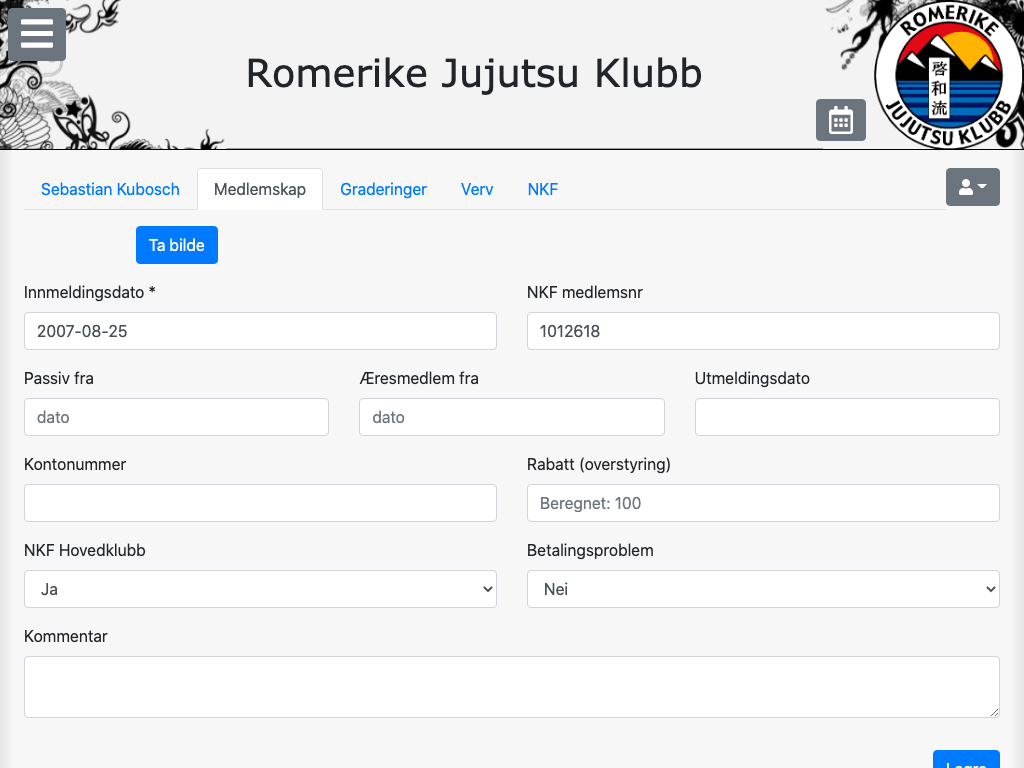 Romerike Jujutsu Klubb
ROMERIKE
啓和流
JUJUTSU KLUBB
Sebastian Kubosch
Medlemskap
Graderinger
Verv
NKF
Ta bilde
Innmeldingsdato *
NKF medlemsnr
2007-08-25
1012618
Passiv fra
Æresmedlem fra
Utmeldingsdato
dato
dato
Kontonummer
Rabatt (overstyring)
Beregnet: 100
NKF Hovedklubb
Betalingsproblem
Ja
Nei
Kommentar
Lagre